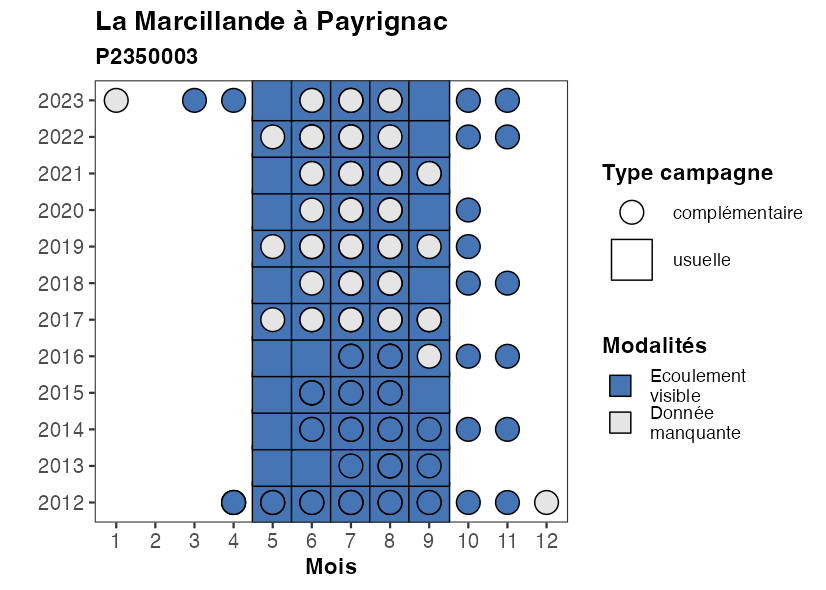 La Marcillande à Payrignac
P2350003
2023
2022
2021
2020
2019
2018
2017
2016
2015
2014
2013
2012
1 2 3 4 5 6 7 8 9 10 11 12
Mois
Type campagne
complémentaire
usuelle
Modalités
Ecoulement
visible
Donnée
manquante